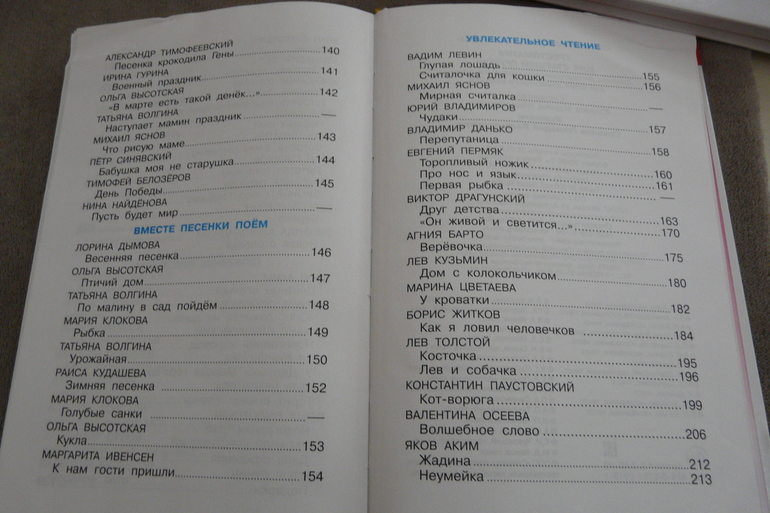 АЛЕКСАНДР ТИМОФЕЕВСКИЙ
Песенка крокодила Гены........140
ИРИНА ГУРИНА
Военный праздник........141
ОЛЬГА ВЫСОТСКАЯ
«В марте есть такой денёк...»........142
ТАТЬЯНА ВОЛГИНА
Наступает мамин праздник........—
МИХАИЛ ЯСНОВ
Что рисую маме........143
ПЁТР СИНЯВСКИЙ
Бабушка моя не старушка........144
ТИМОФЕЙ БЕЛОЗЁРОВ
День Победы........145
НИНА НАЙДЁНОВА
Пусть будет мир........—
ВМЕСТЕ ПЕСЕНКИ ПОЁМ
ЛОРИНА ДЫМОВА
Весенняя песенка........146
ОЛЬГА ВЫСОТСКАЯ
Птичий дом........147
ТАТЬЯНА ВОЛГИНА
По малину в сад пойдём........148
МАРИЯ КЛОКОВА
Рыбка........149
ТАТЬЯНА ВОЛГИНА
Урожайная........150
РАИСА КУДАШЕВА
Зимняя песенка........152
МАРИЯ КЛОКОВА
Голубые санки........—
ОЛЬГА ВЫСОТСКАЯ
Кукла........153
МАРГАРИТА ИВЕНСЕН
К нам гости пришли........154
УВЛЕКАТЕЛЬНОЕ ЧТЕНИЕ
ВАДИМ ЛЕВИН
Глупая лошадь........155
Считалочка для кошки........156
МИХАИЛ ЯСНОВ
Мирная считалка........—
ЮРИЙ ВЛАДИМИРОВ
Чудаки........157
ВЛАДИМИР ДАНЬКО
Перепутаница........158
ЕВГЕНИЙ ПЕРМЯК
Торопливый ножик........160
Про нос и язык........161
Первая рыбка........—
ВИКТОР ДРАГУНСКИЙ
Друг детства........163
«Он живой и светится...»........170
АГНИЯ БАРТО
Верёвочка........175
ЛЕВ КУЗЬМИН
Дом с колокольчиком........180
МАРИНА ЦВЕТАЕВА
У кроватки........182
БОРИС ЖИТКОВ
Как я ловил человечков........184
ЛЕВ ТОЛСТОЙ
Косточка........195
Лев и собачка........196
КОНСТАНТИН ПАУСТОВСКИЙ
Кот-ворюга........199
ВАЛЕНТИНА ОСЕЕВА
Волшебное слово........206
ЯКОВ АКИМ
Жадина........212
Неумейка........213